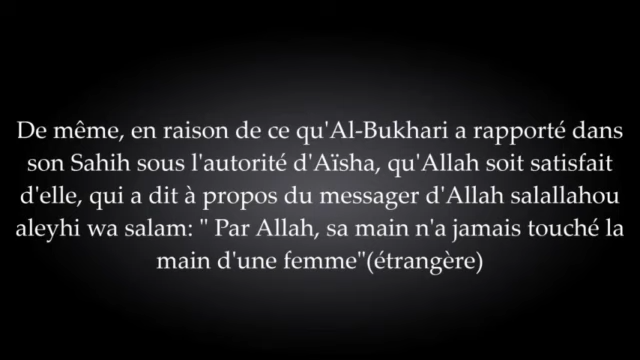 De même, en raison de ce qu'Al-Bukhari a rapporté dans
son Sahih sous l'autorité d'Aïsha, qu'Allah soit satisfait
d'elle, qui a dit à propos du messager d'Allah salallahou
aleyhi wa salam: " Par Allah, sa main n'a jamais touché la
main d'une femme"(étrangère)